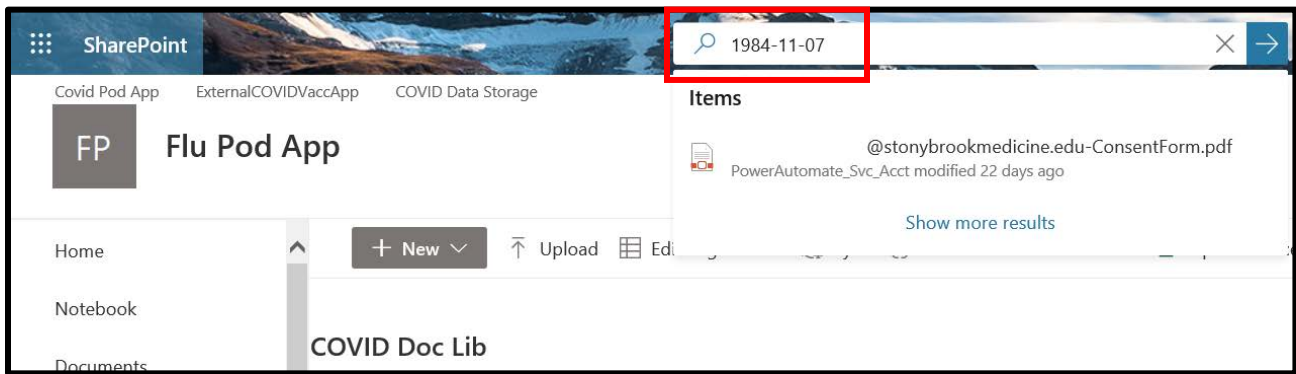 SharePoint
1984-11-07
Covid Pod App ExternalCOVIDVaccApp COVID Data Storage
Items
FP
Flu Pod App
@stonybrookmedicine.edu-ConsentForm.pdf
PowerAutomate_Svc_Acct modified 22 days ago
Show more results
Home
+ New
Upload
Notebook
COVID Doc Lib
Documents